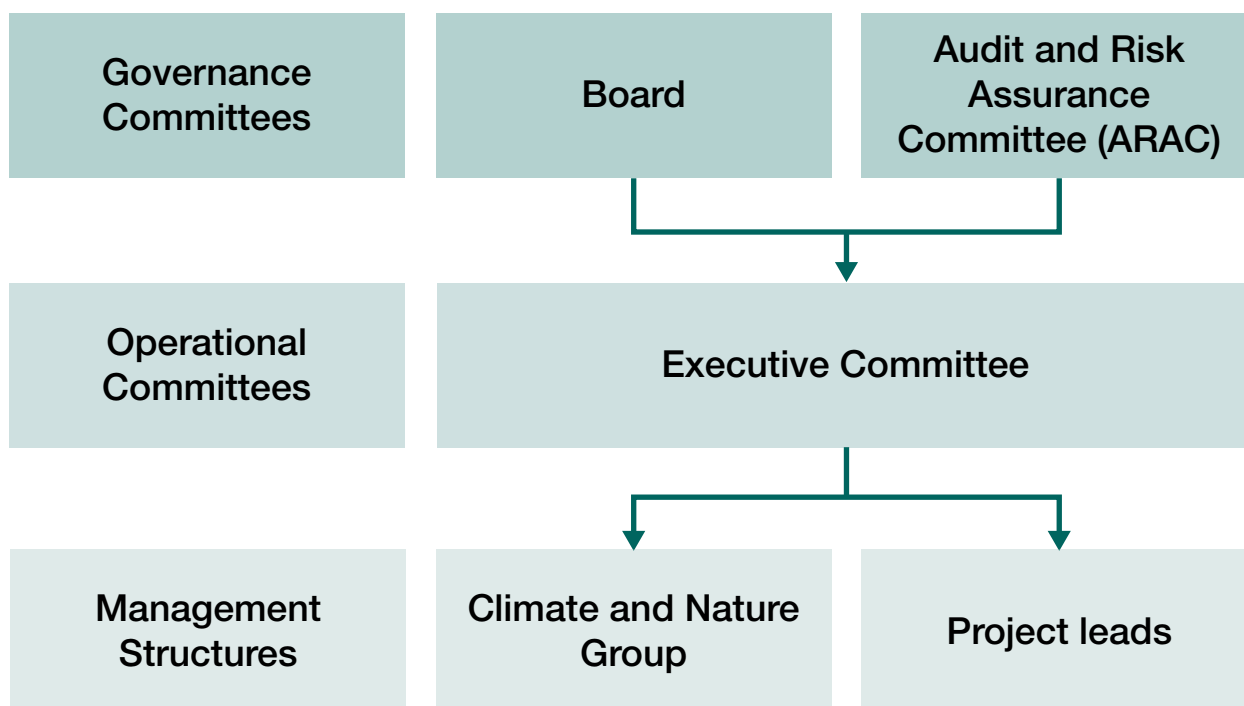 Governance
Committees
Board
Audit and Risk
Assurance
Committee (ARAC)
Operational
Committees
Executive Committee
Management
Structures
Climate and Nature
Group
Project leads